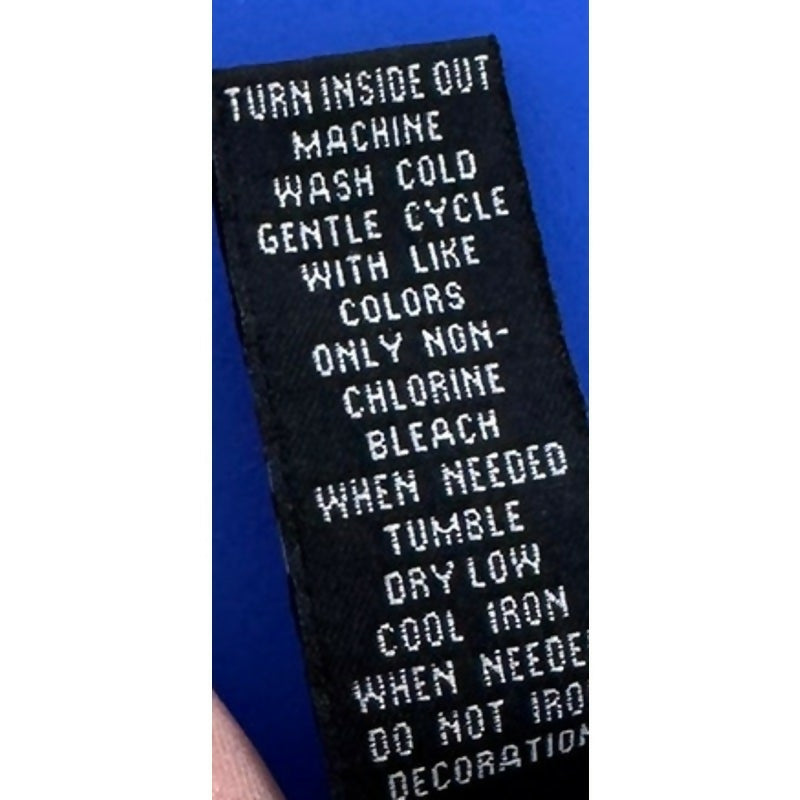 TURN INSIDE OUT
MACHINE
WASH COLD
GENTLE CYCLE
WITH LIKE
COLORS
ONLY NON-
CHLORINE
BLEACH
WHEN NEEDED
TUMBLE
DRY LOW
COOL IRON
WHEN NEEDE
DO NOT IRO
DECORATION